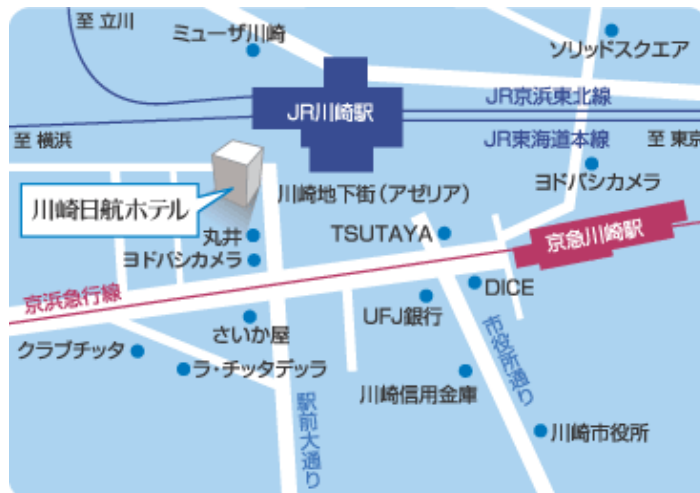 至 立川
ミューザ川崎
ソリッドスクエア
JR川崎駅
JR京浜東北線
JR東海道本線
至 横浜
至 東京
ヨドバシカメラ
川崎日航ホテル
川崎地下街(アゼリア)
丸井
TSUTAYA
京急川崎駅
ヨドバシカメラ
京浜急行線
DICE
さいか屋
UFJ銀行
市役所通り
クラブチッタ
ラ・チッタデッラ
川崎信用金庫
駅前大通り
川崎市役所